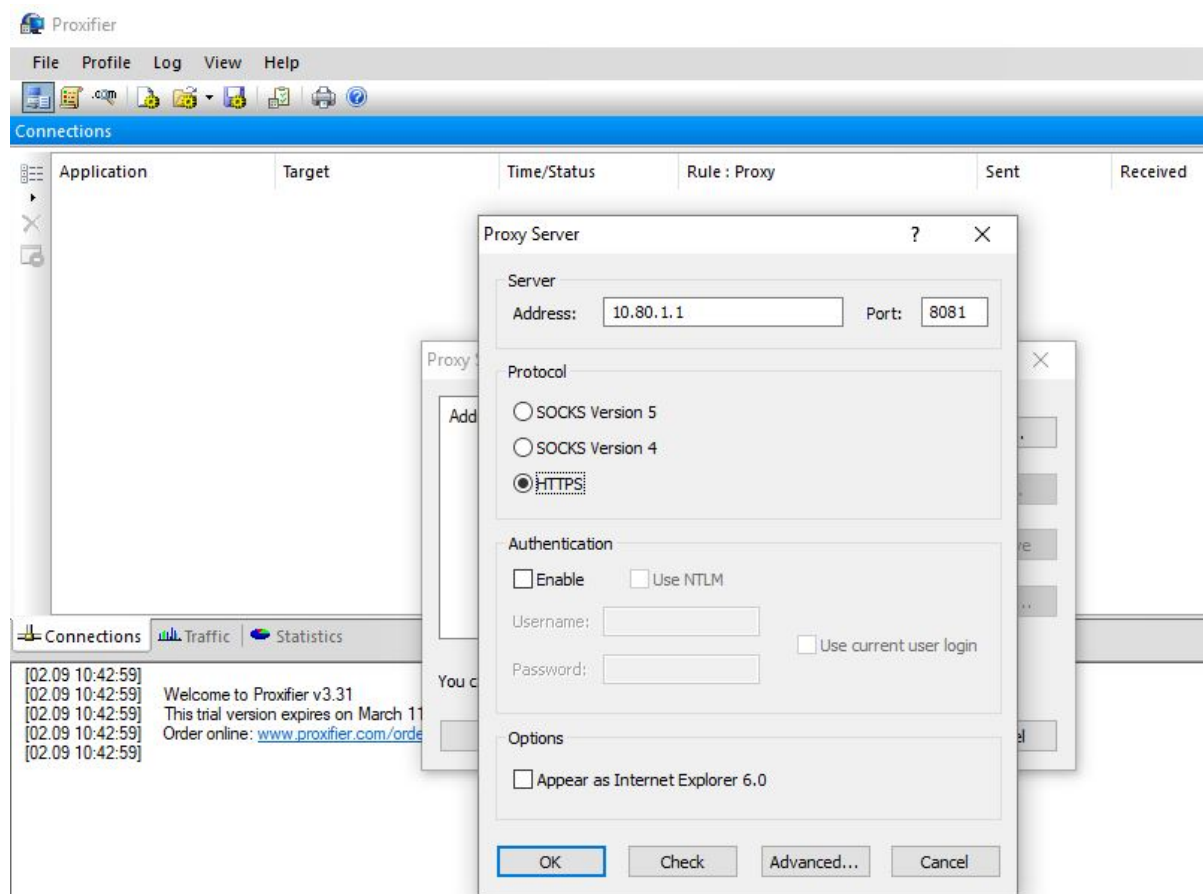 Proxifier
File Profile Log View Help
.com
Connections
Application Target Time/Status Rule : Proxy Sent Received
Proxy Server ?
Server
Address: 10.80.1.1 Port: 8081
Proxy
Protocol
Add
SOCKS Version 5
SOCKS Version 4
HTTPS
Authentication
Enable Use NTLM
Username:
Use current user login
Password:
Connections Traffic Statistics
You c
[02.09 10:42:59]
[02.09 10:42:59] Welcome to Proxifier v3.31
[02.09 10:42:59] This trial version expires on March 11
[02.09 10:42:59] Order online: www.proxifier.com/orde
[02.09 10:42:59]
Options
Appear as Internet Explorer 6.0
OK Check Advanced... Cancel